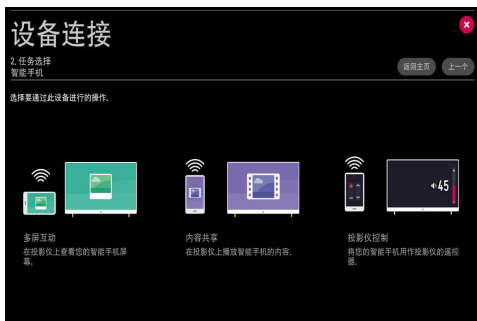 设备连接
2.任务选择
智能手机
返回主页
上一个
选择要通过此设备进行的操作。
45
多屏互动
在投影仪上查看您的智能手机屏
幕。
内容共享
在投影仪上播放智能手机的内容。
投影仪控制
将您的智能手机用作投影仪的遥控
器。